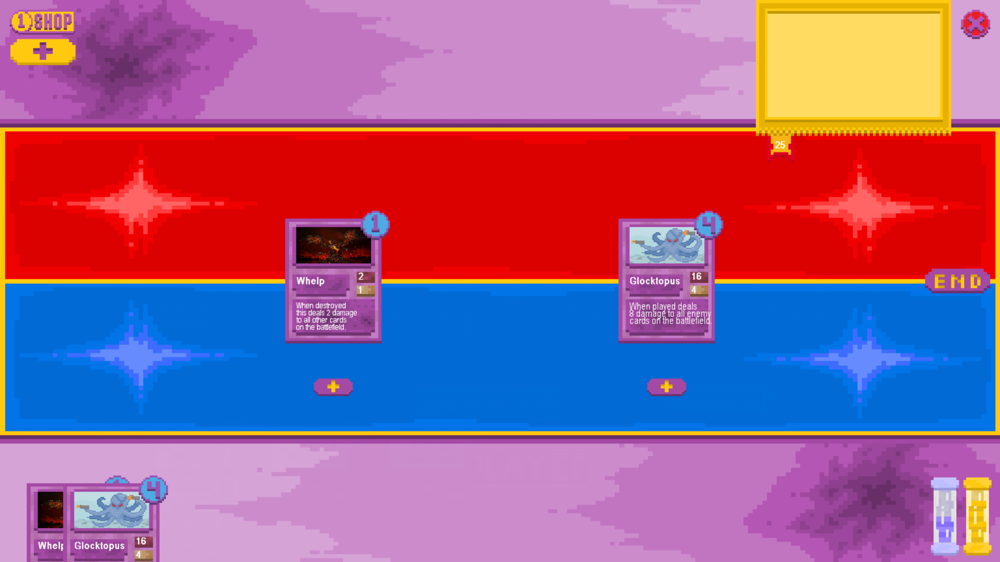 1 SHOP
25
1
Whelp
2
1
When destroyed
this deals 2 damage
to all other cards
on the battlefield.
4
Glocktopus
16
4
When played deals
8 damage to all enemy
cards on the battlefield.
END
Whelp
4
Glocktopus
16
4